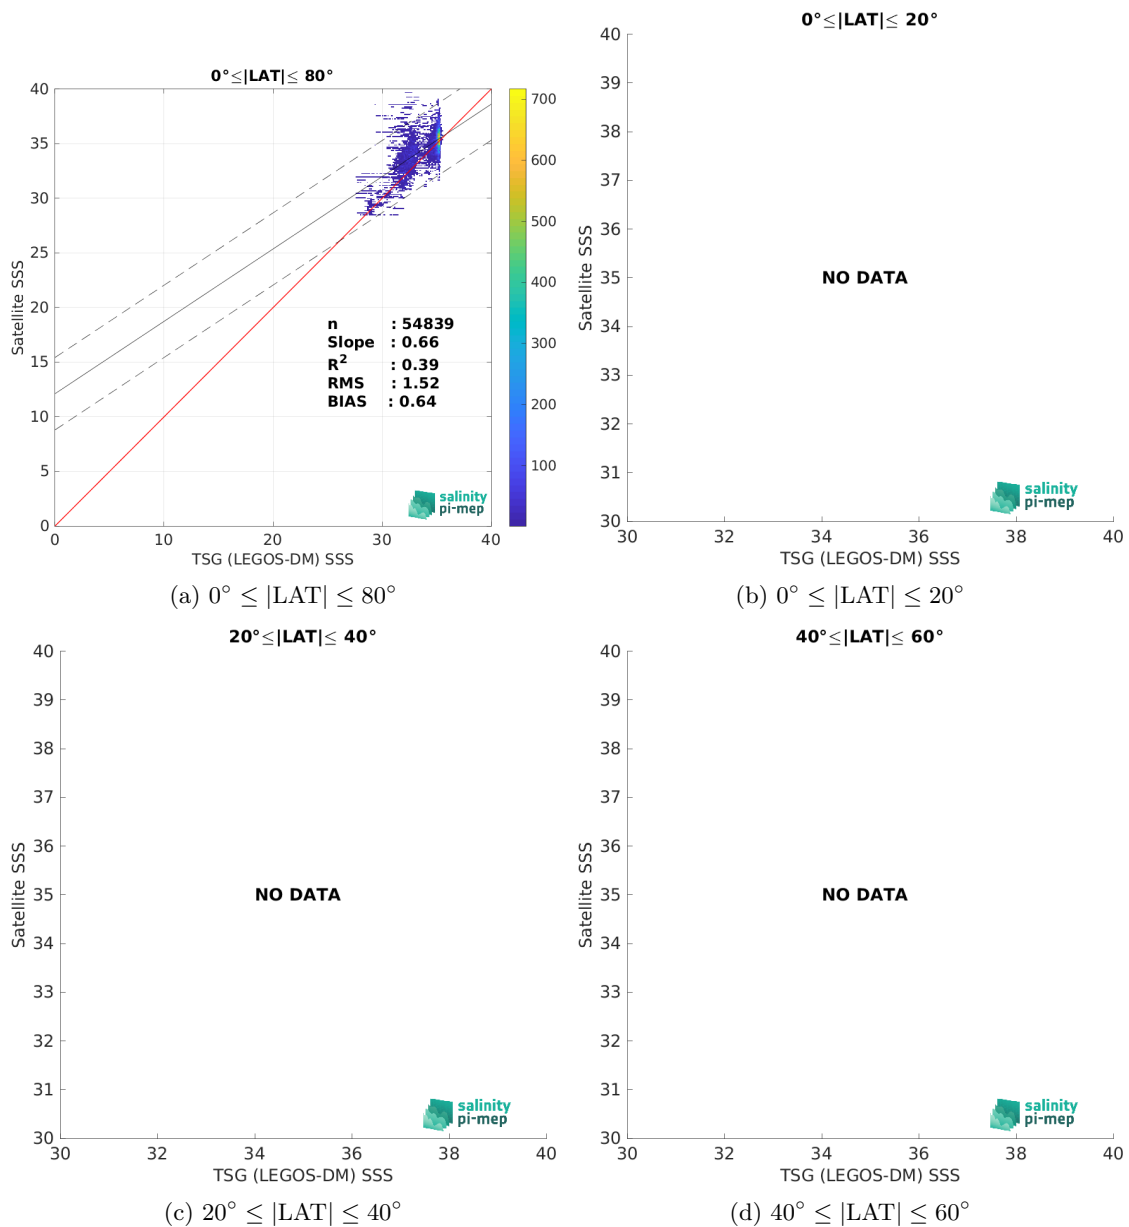 0°≤|LAT|≤ 80°
40
35
30
25
20
15
10
5
0
Satellite SSS
n : 54839
Slope : 0.66
R² : 0.39
RMS : 1.52
BIAS : 0.64
salinity
pi-mep
0 10 20 30 40
TSG (LEGOS-DM) SSS
700
600
500
400
300
200
100
(a) 0° ≤ |LAT| ≤ 80°
0°≤|LAT|≤ 20°
40
39
38
37
36
35
34
33
32
31
30
Satellite SSS
NO DATA
salinity
pi-mep
30 32 34 36 38 40
TSG (LEGOS-DM) SSS
(b) 0° ≤ |LAT| ≤ 20°
20°≤|LAT|≤ 40°
40
39
38
37
36
35
34
33
32
31
30
Satellite SSS
NO DATA
salinity
pi-mep
30 32 34 36 38 40
TSG (LEGOS-DM) SSS
(c) 20° ≤ |LAT| ≤ 40°
40°≤|LAT|≤ 60°
40
39
38
37
36
35
34
33
32
31
30
Satellite SSS
NO DATA
salinity
pi-mep
30 32 34 36 38 40
TSG (LEGOS-DM) SSS
(d) 40° ≤ |LAT| ≤ 60°